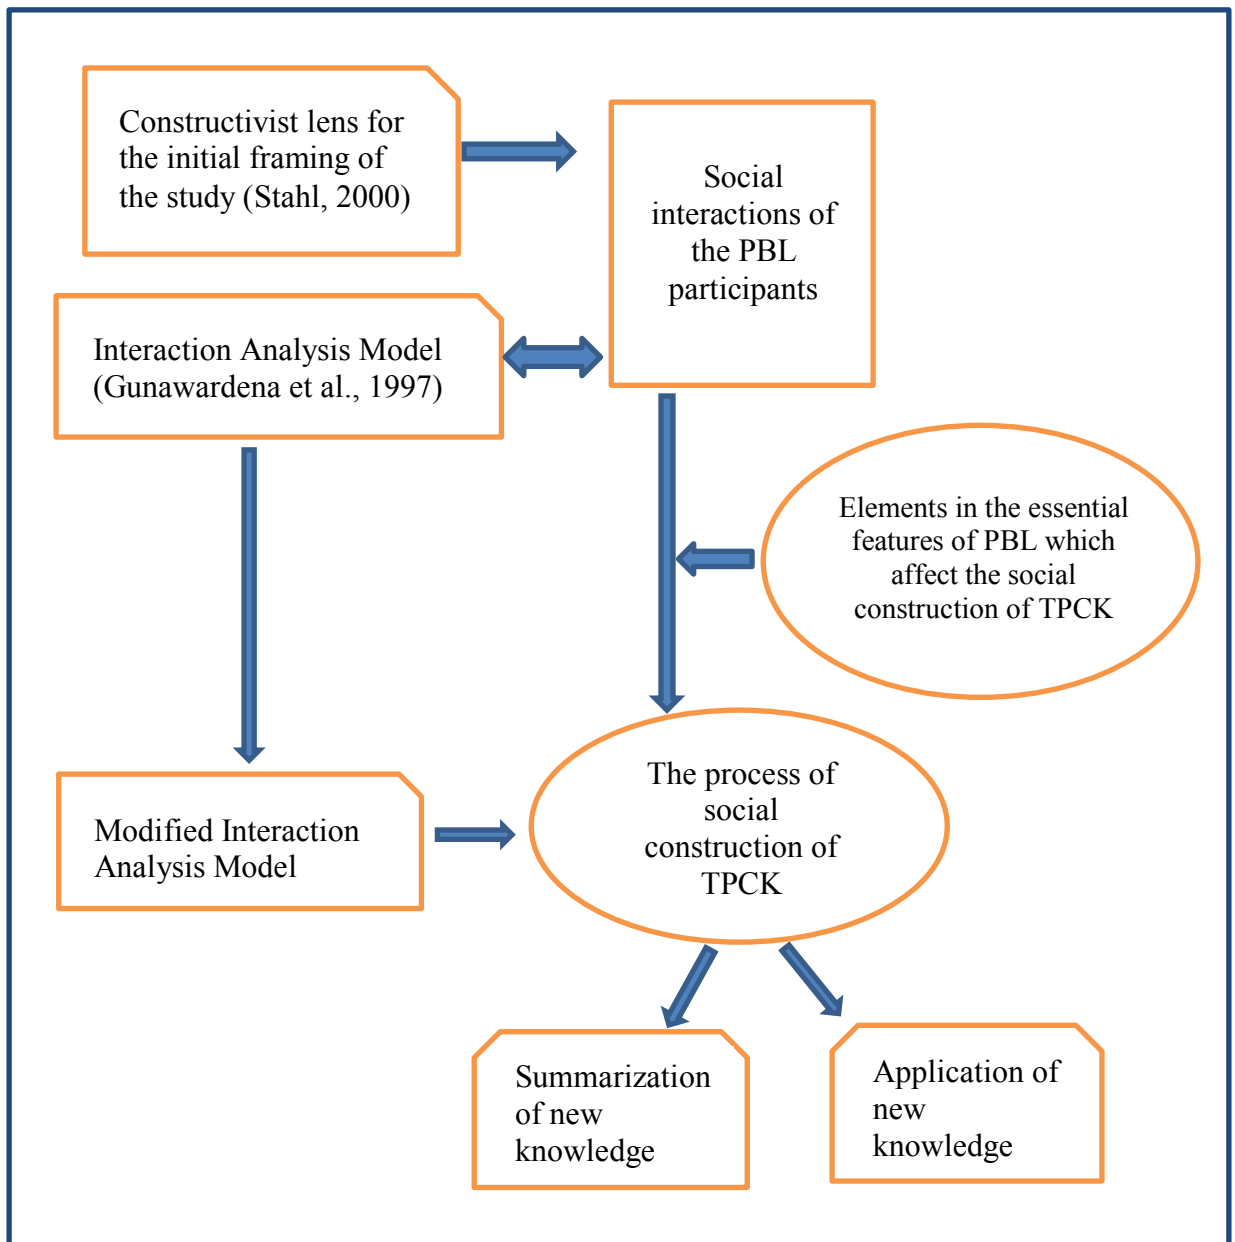 Constructivist lens for
the initial framing of
the study (Stahl, 2000)
Social
interactions of
the PBL
participants
Interaction Analysis Model
(Gunawardena et al., 1997)
Elements in the essential
features of PBL which
affect the social
construction of TPCK
The process of
social
construction of
TPCK
Modified Interaction
Analysis Model
Summarization
of new
knowledge
Application of
new
knowledge